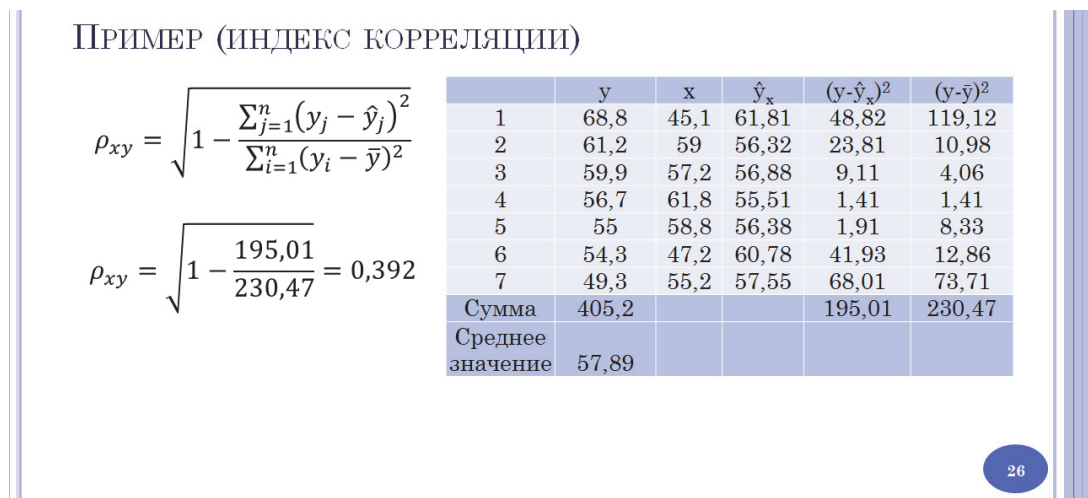 Пример (индекс корреляции)
ρxy = √(1 − ∑ⁿj=1(yj − ŷj)² / ∑ⁿi=1(yi − ȳ)²)
ρxy = √(1 − 195,01 / 230,47) = 0,392
y x ŷx (y-ŷx)² (y-ȳ)²
1 68,8 45,1 61,81 48,82 119,12
2 61,2 59 56,32 23,81 10,98
3 59,9 57,2 56,88 9,11 4,06
4 56,7 61,8 55,51 1,41 1,41
5 55 58,8 56,38 1,91 8,33
6 54,3 47,2 60,78 41,93 12,86
7 49,3 55,2 57,55 68,01 73,71
Сумма 405,2 195,01 230,47
Среднее
значение 57,89
26